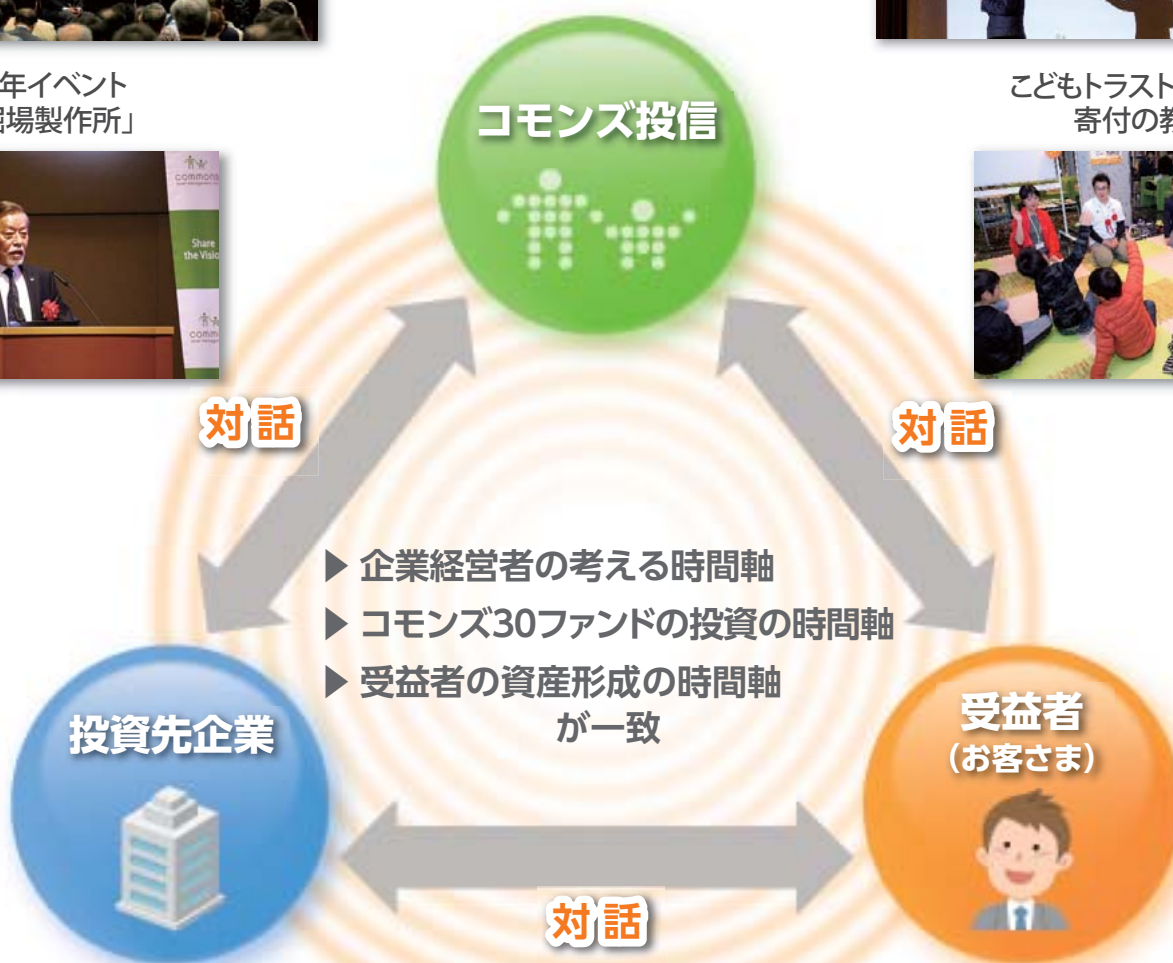 年イベント
場製作所」
こどもトラスト
寄付の教
コモンズ投信
commons
Share
the Visio
comm
対話
対話
▶ 企業経営者の考える時間軸
▶ コモンズ30ファンドの投資の時間軸
▶ 受益者の資産形成の時間軸
が一致
投資先企業
受益者
（お客さま）
対話